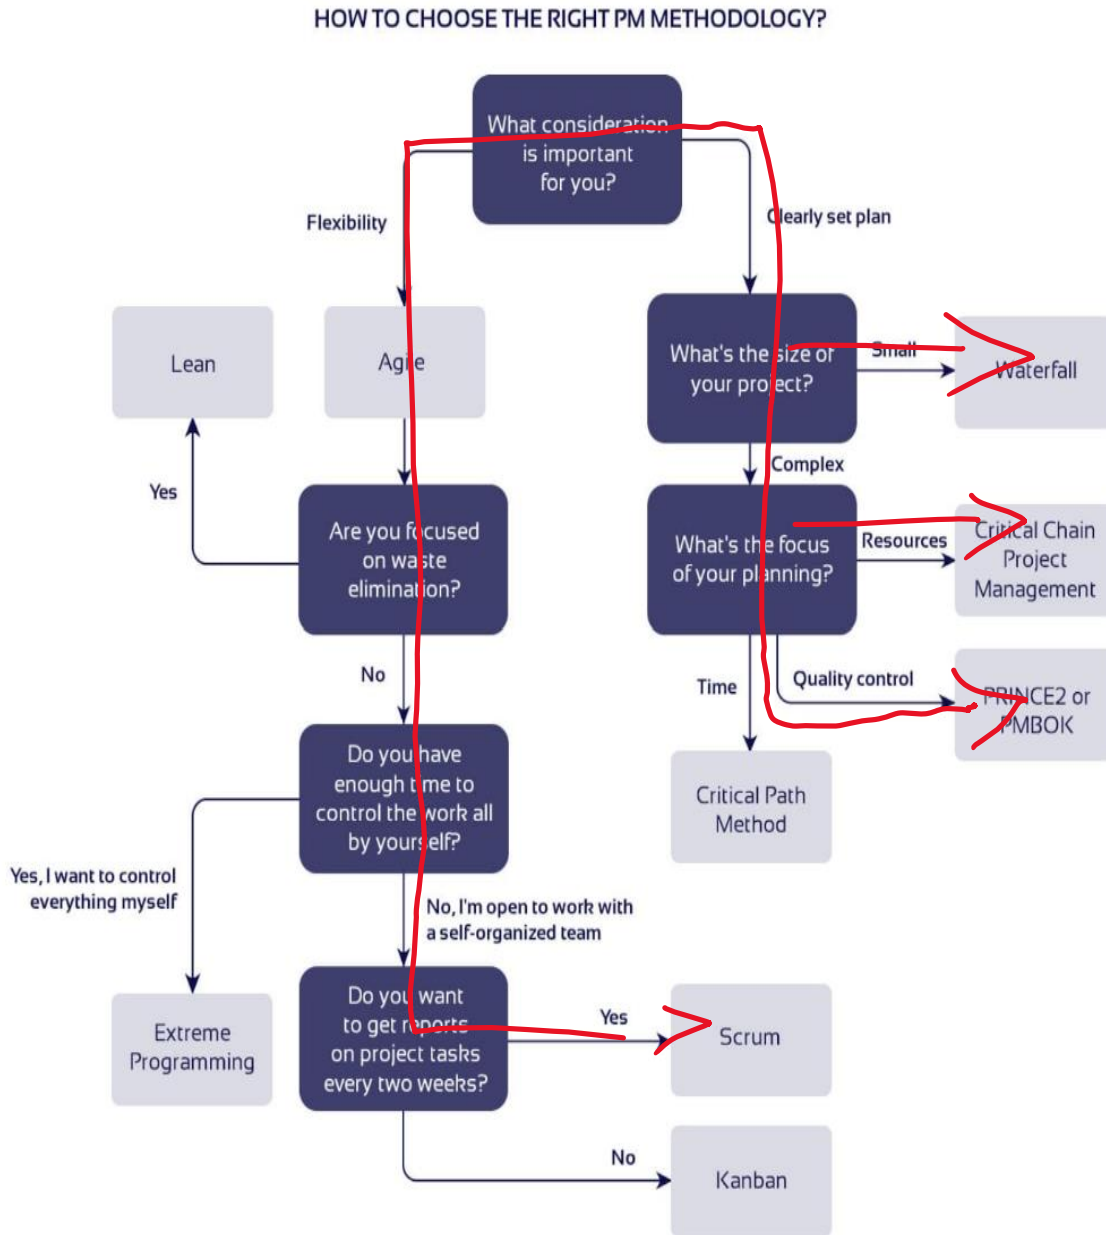 HOW TO CHOOSE THE RIGHT PM METHODOLOGY?
What consideration
is important
for you?
Flexibility
Clearly set plan
Lean
Agile
What's the size of
your project?
Small
Waterfall
Complex
Yes
Are you focused
on waste
elimination?
What's the focus
of your planning?
Resources
Critical Chain
Project
Management
No
Time
Quality control
PRINCE2 or
PMBOK
Do you have
enough time to
control the work all
by yourself?
Critical Path
Method
Yes, I want to control
everything myself
No, I'm open to work with
a self-organized team
Extreme
Programming
Do you want
to get reports
on project tasks
every two weeks?
Yes
Scrum
No
Kanban